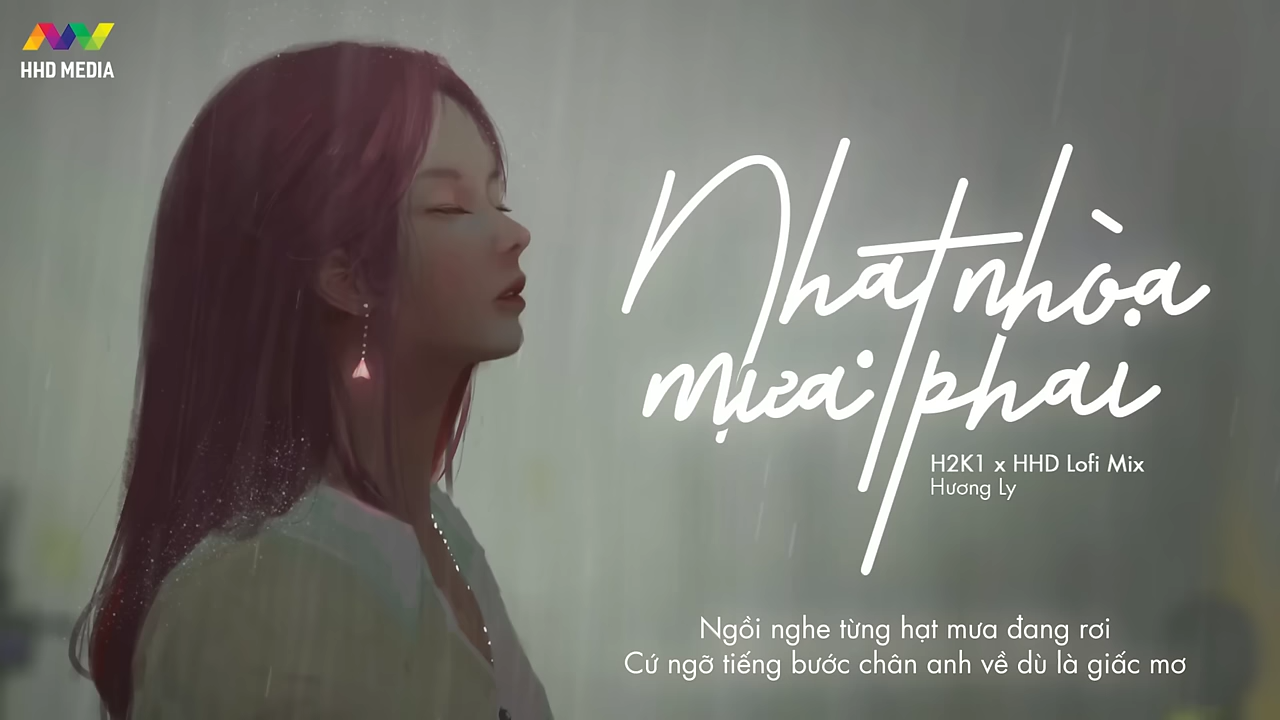 HHD MEDIA
Nhạt nhòa
mưa phai
H2K1 x HHD Lofi Mix
Hương Ly
Ngồi nghe từng hạt mưa đang rơi
Cứ ngỡ tiếng bước chân anh về dù là giấc mơ